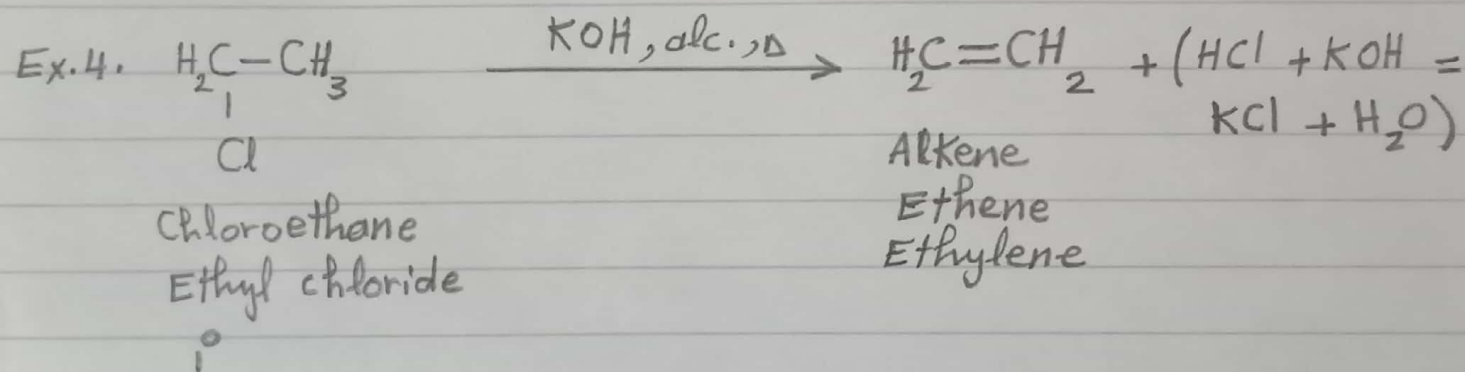 Ex.4. H₂C–CH₃ KOH, alc., Δ → H₂C=CH₂ + (HCl + KOH =
Cl KCl + H₂O)
Alkene
Chloroethane Ethene
Ethyl chloride Ethylene
1°